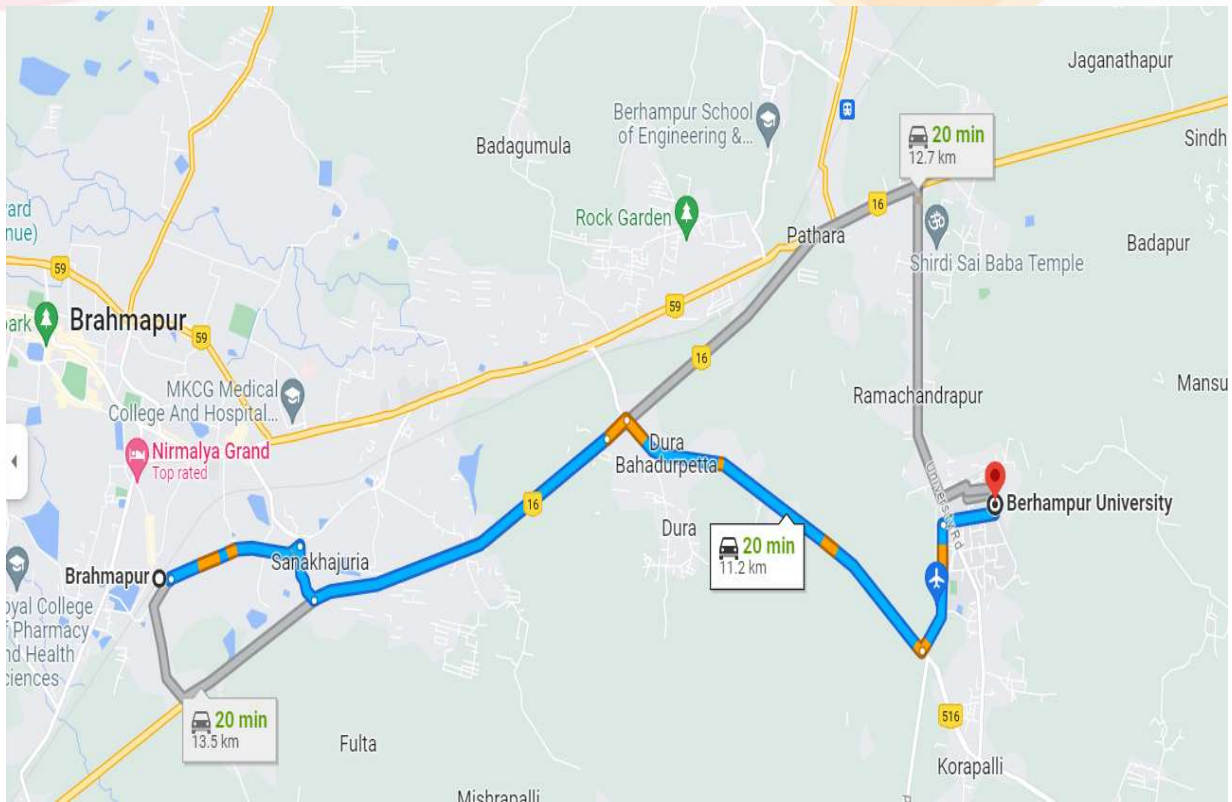 Jaganathapur
Berhampur School
of Engineering &...
Badagumula
20 min
12.7 km
Sindh
16
Rock Garden
Pathara
Shirdi Sai Baba Temple
Badapur
59
59
park
Brahmapur
59
16
MKCG Medical
College And Hospital...
Ramachandrapur
Mansu
Nirmalya Grand
Top rated
Dura
Bahadurpetta
University Rd
Berhampur University
16
Dura
20 min
11.2 km
Sanakhajuria
Brahmapur
oyal College
f Pharmacy
nd Health
ciences
20 min
13.5 km
516
Fulta
Korapalli
Mishrapalli